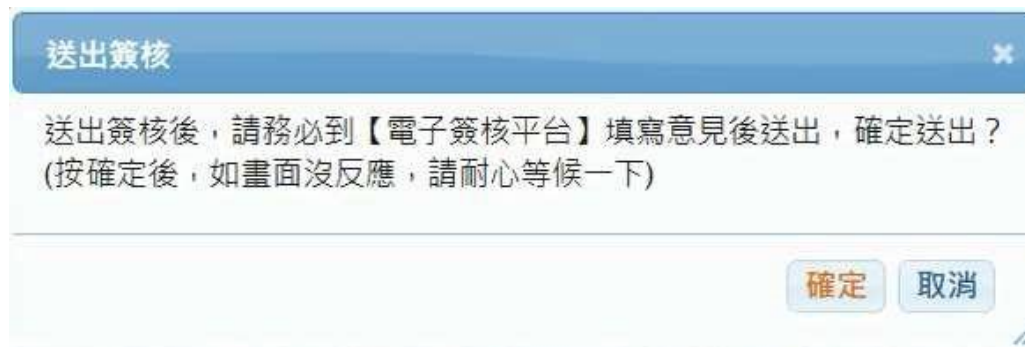 送出簽核
送出簽核後，請務必到【電子簽核平台】填寫意見後送出，確定送出？
(按確定後，如畫面沒反應，請耐心等候一下)
確定 取消